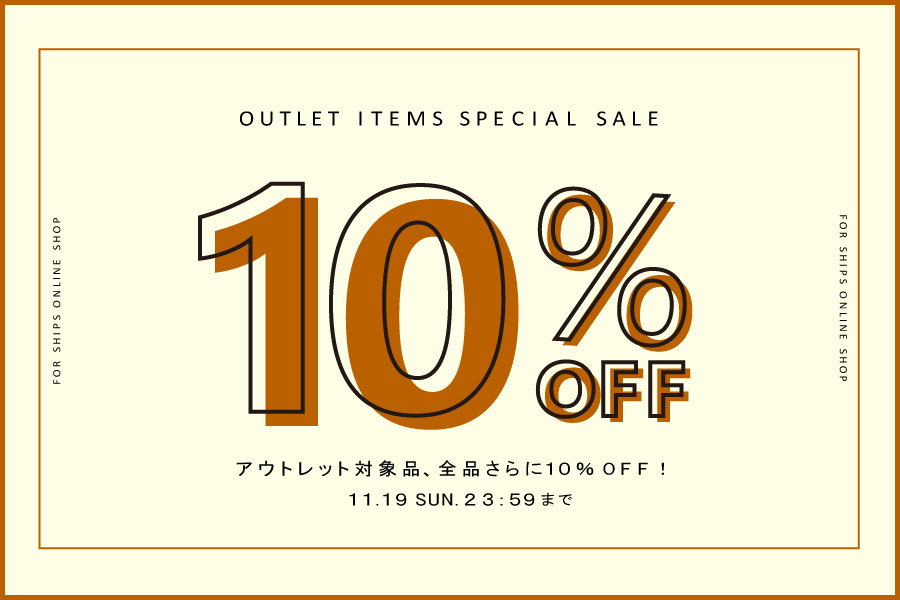 OUTLET ITEMS SPECIAL SALE
FOR SHIPS ONLINE SHOP
10%
OFF
FOR SHIPS ONLINE SHOP
アウトレット対象品、全品さらに10%OFF！
11.19 SUN.23:59まで